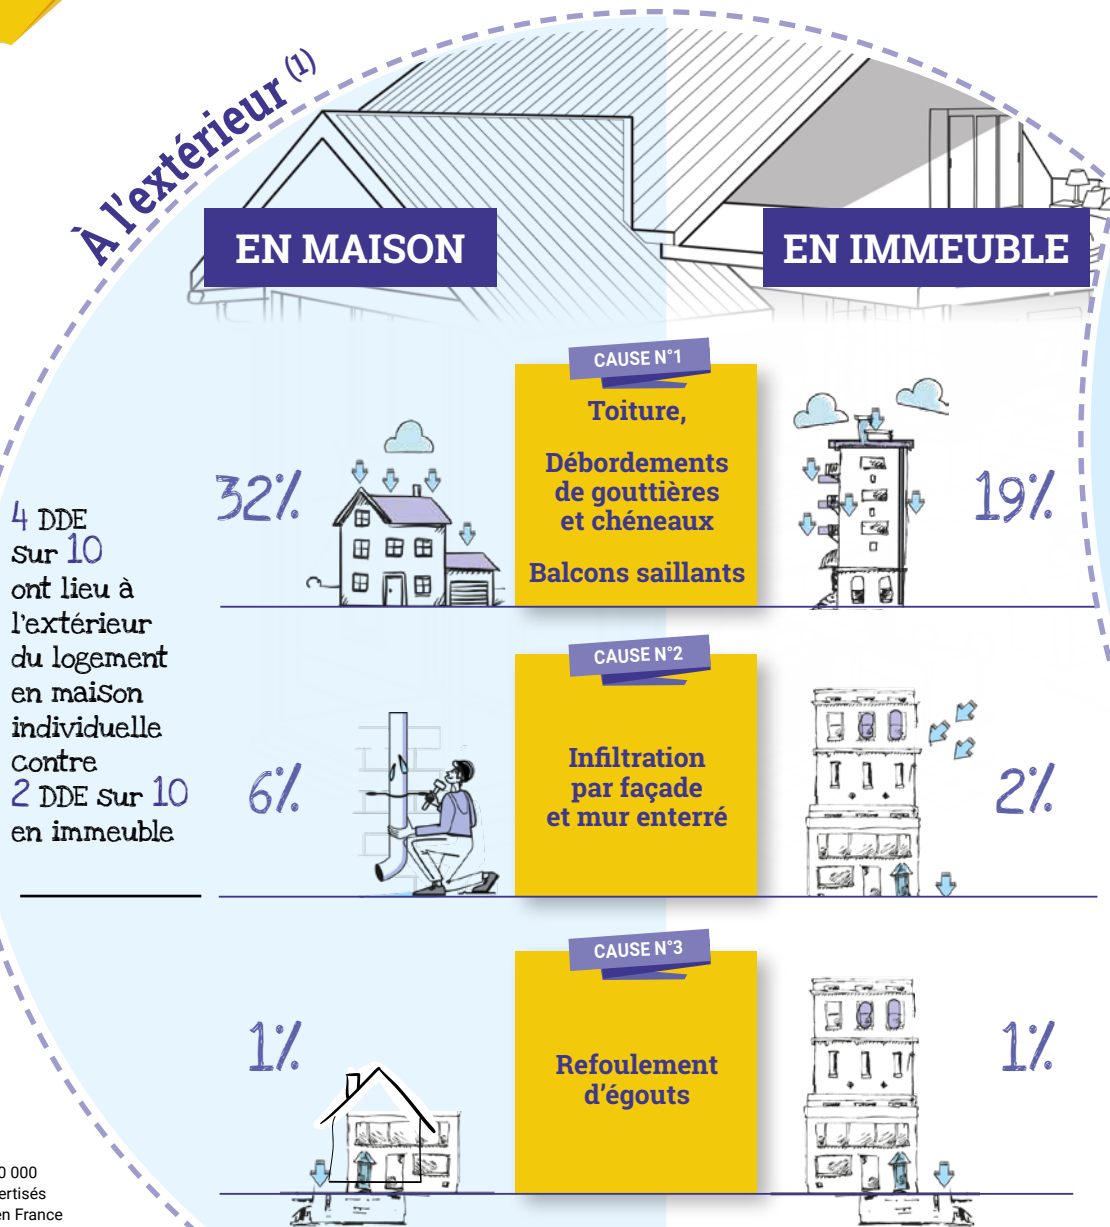 À l'extérieur (1)
EN MAISON
EN IMMEUBLE
CAUSE N°1
Toiture,
Débordements
de gouttières
et chéneaux
Balcons saillants
32%
19%
4 DDE
sur 10
ont lieu à
l'extérieur
du logement
en maison
individuelle
contre
2 DDE sur 10
en immeuble
CAUSE N°2
Infiltration
par façade
et mur enterré
6%
2%
CAUSE N°3
Refoulement
d'égouts
1%
1%
0 000
ertisés
en France